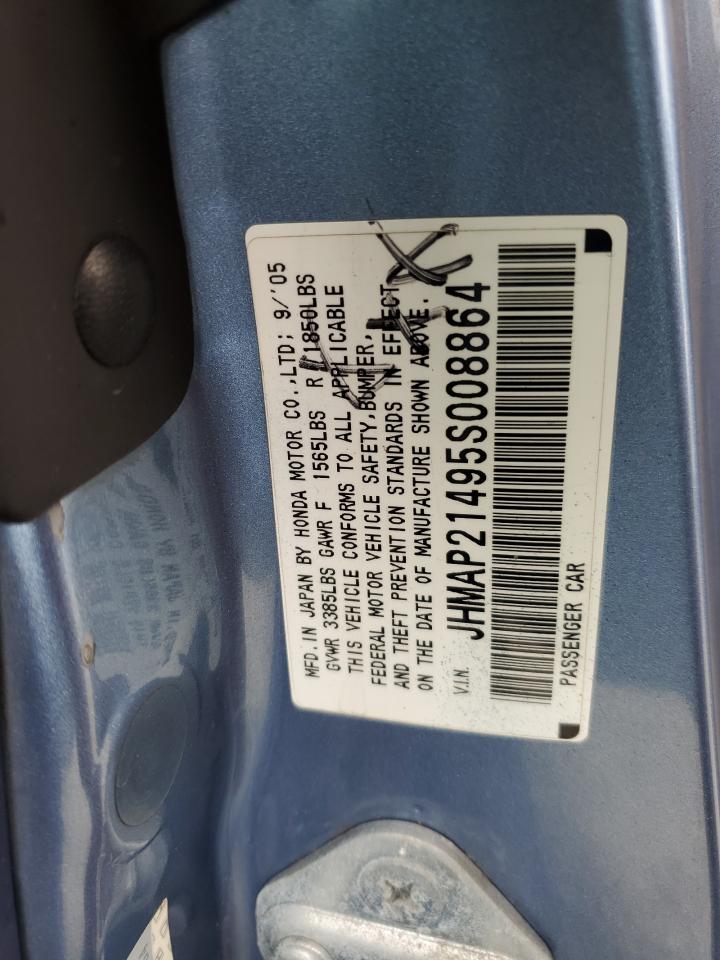 MFD.IN JAPAN BY HONDA MOTOR CO.,LTD; 9/'05
GVWR 3385LBS GAWR F 1565LBS R 1850LBS
THIS VEHICLE CONFORMS TO ALL APPLICABLE
FEDERAL MOTOR VEHICLE SAFETY,BUMPER,
AND THEFT PREVENTION STANDARDS IN EFFECT
ON THE DATE OF MANUFACTURE SHOWN ABOVE.
V.I.N. JHMAP21495S008864
PASSENGER CAR